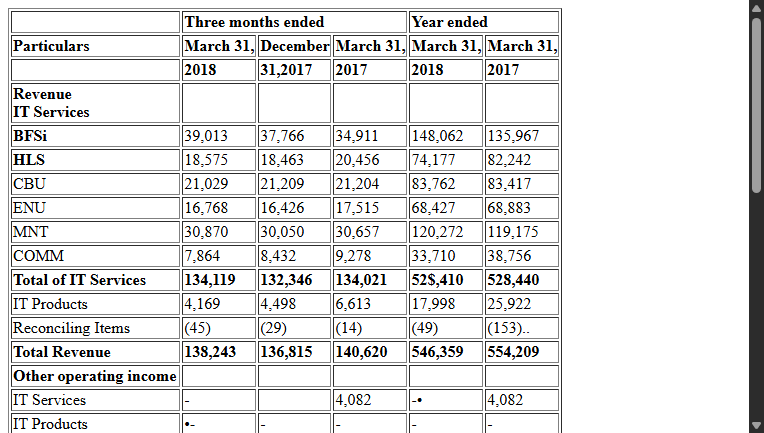 Three months ended Year ended
Particulars March 31, December March 31, March 31, March 31,
2018 31,2017 2017 2018 2017
Revenue
IT Services
BFSi 39,013 37,766 34,911 148,062 135,967
HLS 18,575 18,463 20,456 74,177 82,242
CBU 21,029 21,209 21,204 83,762 83,417
ENU 16,768 16,426 17,515 68,427 68,883
MNT 30,870 30,050 30,657 120,272 119,175
COMM 7,864 8,432 9,278 33,710 38,756
Total of IT Services 134,119 132,346 134,021 52$,410 528,440
IT Products 4,169 4,498 6,613 17,998 25,922
Reconciling Items (45) (29) (14) (49) (153)..
Total Revenue 138,243 136,815 140,620 546,359 554,209
Other operating income
IT Services - 4,082 -• 4,082
IT Products •- - - - -